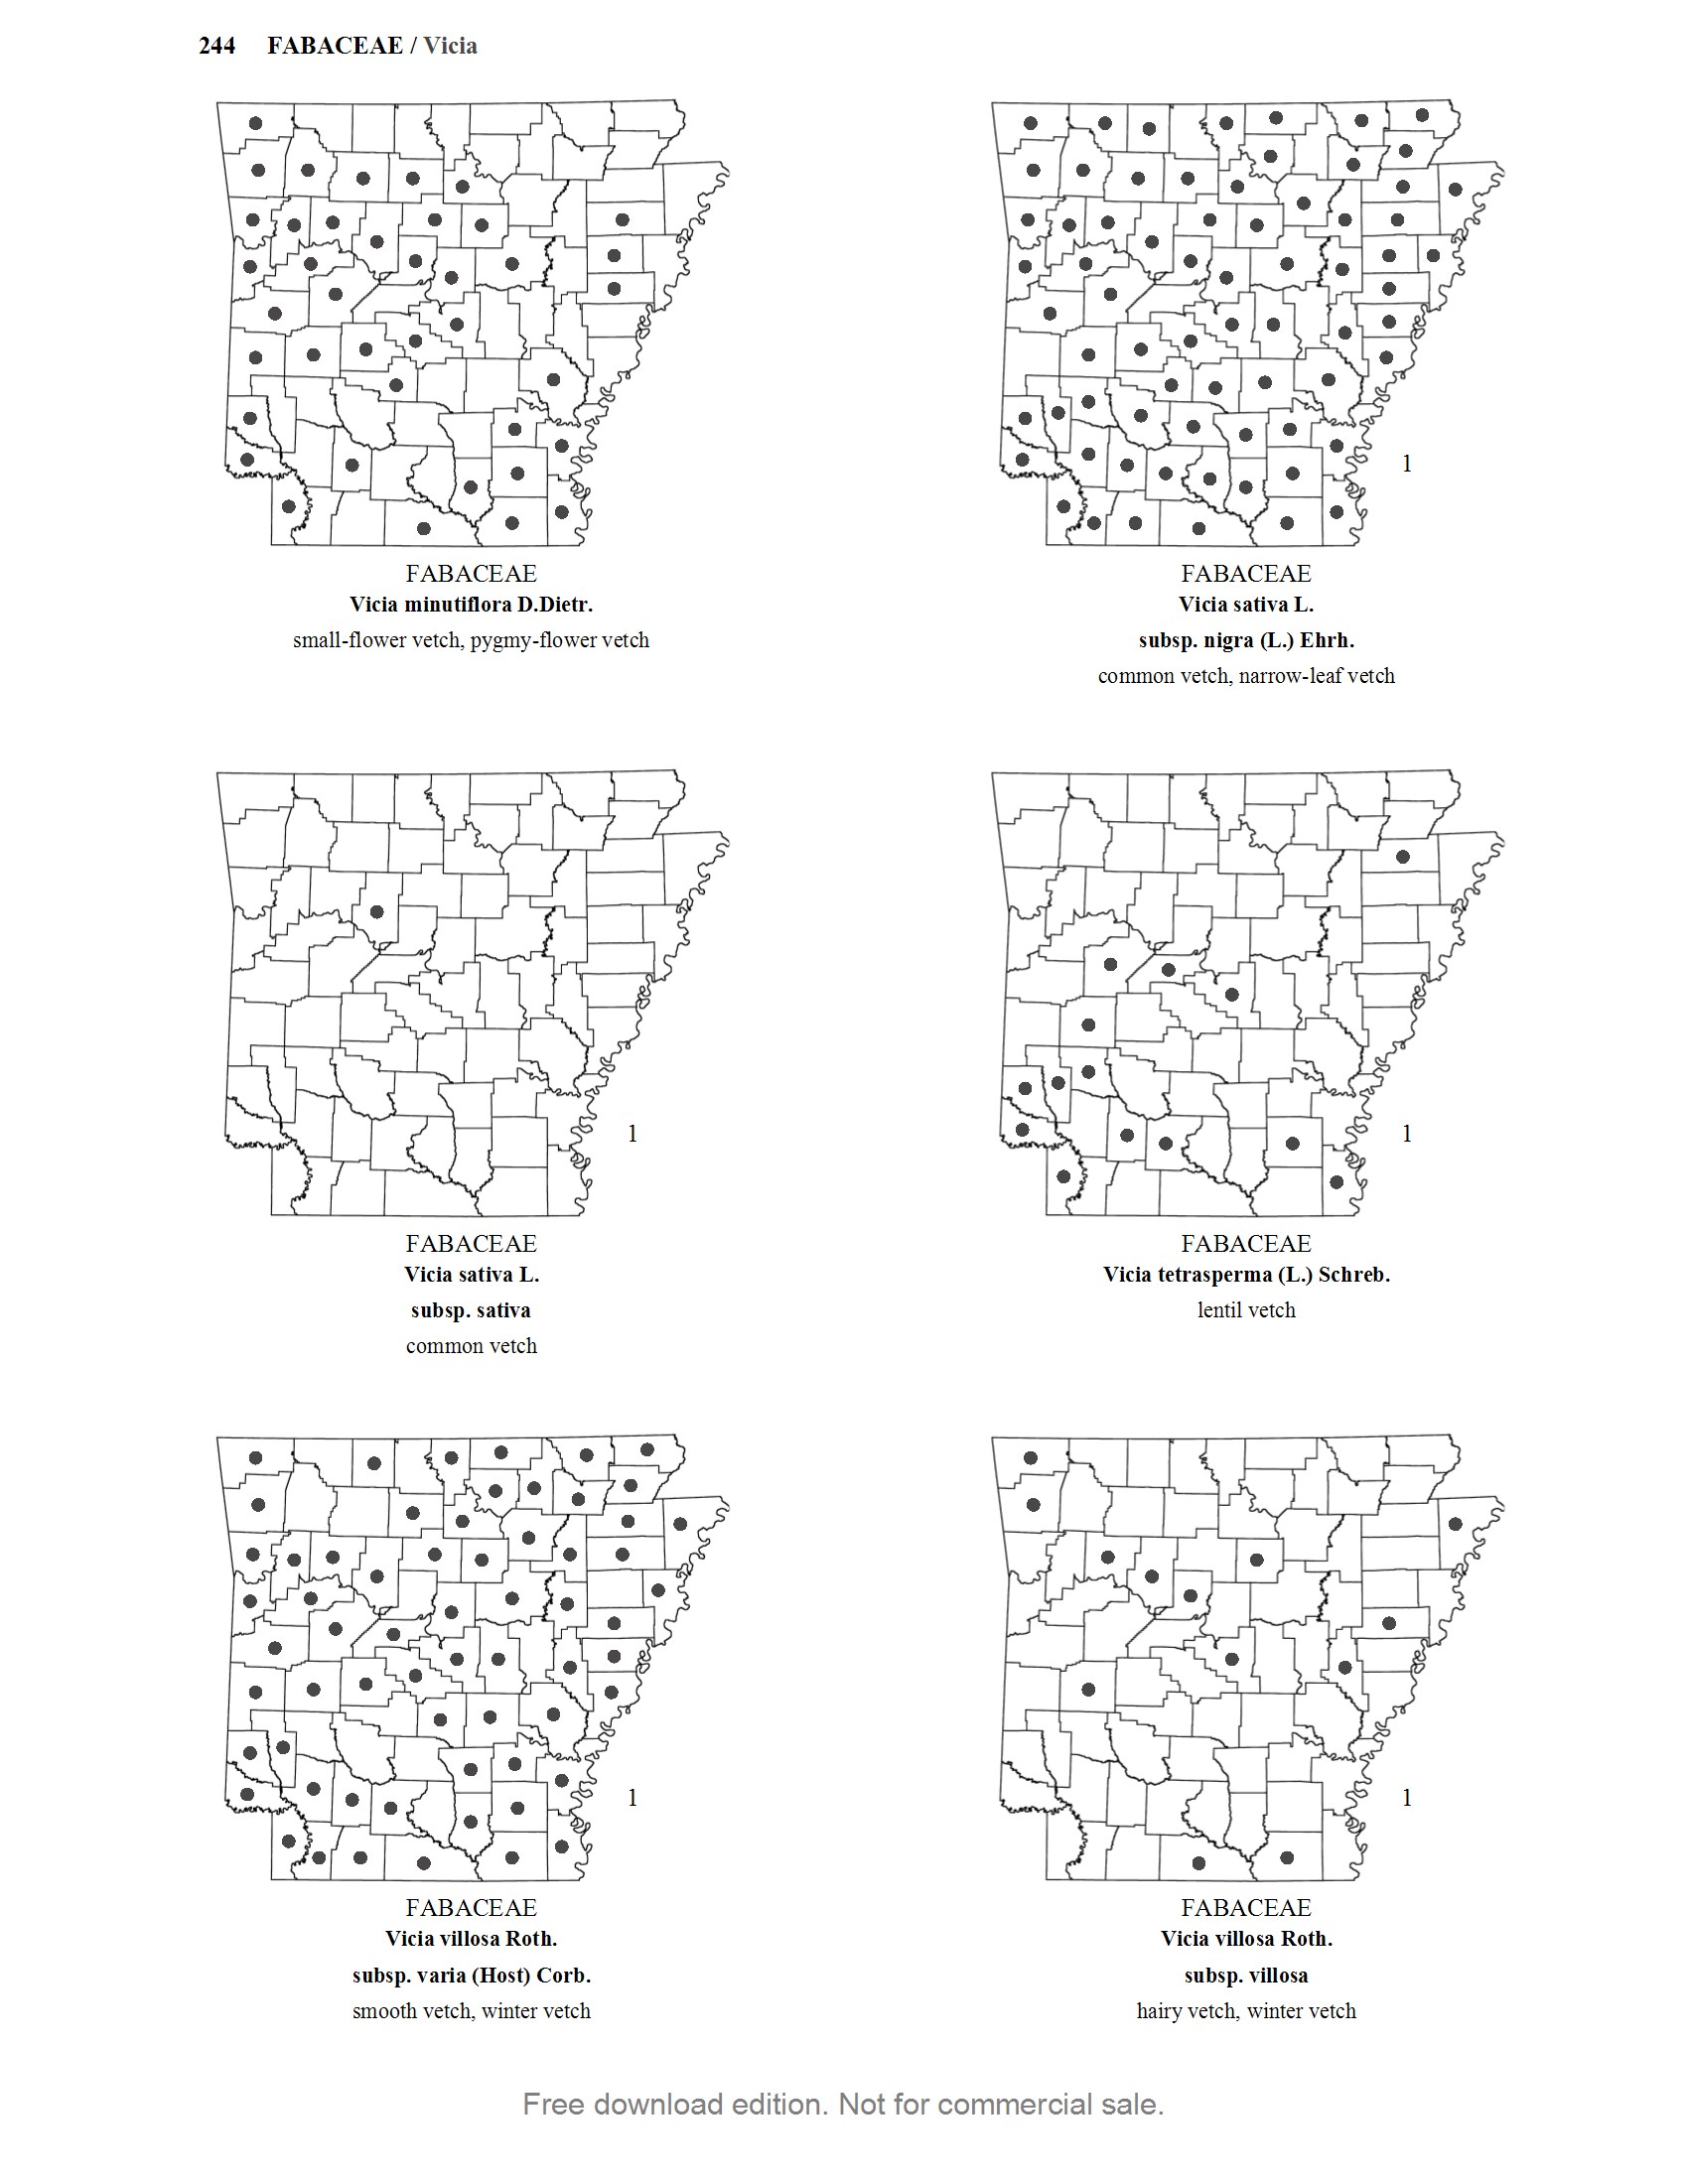 244 FABACEAE / Vicia
FABACEAE
Vicia minutiflora D.Dietr.
small-flower vetch, pygmy-flower vetch
1
FABACEAE
Vicia sativa L.
subsp. nigra (L.) Ehrh.
common vetch, narrow-leaf vetch
1
FABACEAE
Vicia sativa L.
subsp. sativa
common vetch
1
FABACEAE
Vicia tetrasperma (L.) Schreb.
lentil vetch
1
FABACEAE
Vicia villosa Roth.
subsp. varia (Host) Corb.
smooth vetch, winter vetch
1
FABACEAE
Vicia villosa Roth.
subsp. villosa
hairy vetch, winter vetch
Free download edition. Not for commercial sale.